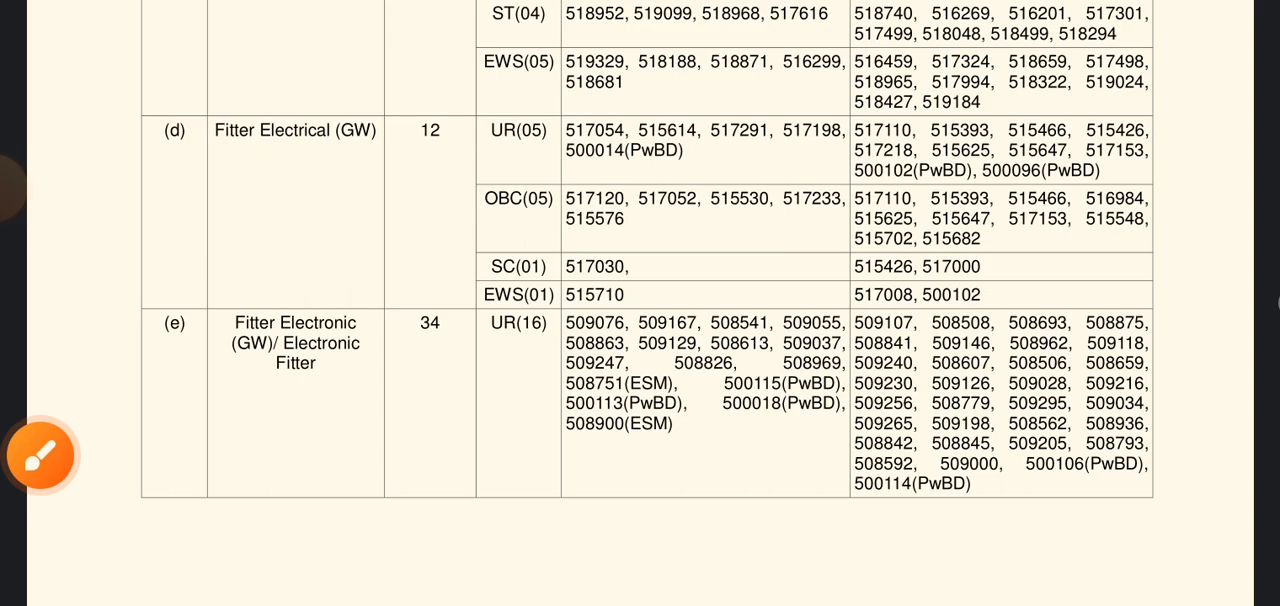 ST(04) 518952, 519099, 518968, 517616 518740, 516269, 516201, 517301,
517499, 518048, 518499, 518294
EWS(05) 519329, 518188, 518871, 516299, 516459, 517324, 518659, 517498,
518681 518965, 517994, 518322, 519024,
518427, 519184
(d) Fitter Electrical (GW) 12 UR(05) 517054, 515614, 517291, 517198, 517110, 515393, 515466, 515426,
500014(PwBD) 517218, 515625, 515647, 517153,
500102(PwBD), 500096(PwBD)
OBC(05) 517120, 517052, 515530, 517233, 517110, 515393, 515466, 516984,
515576 515625, 515647, 517153, 515548,
515702, 515682
SC(01) 517030, 515426, 517000
EWS(01) 515710 517008, 500102
(e) Fitter Electronic 34 UR(16) 509076, 509167, 508541, 509055, 509107, 508508, 508693, 508875,
(GW)/ Electronic 508863, 509129, 508613, 509037, 508841, 509146, 508962, 509118,
Fitter 509247, 508826, 508969, 509240, 508607, 508506, 508659,
508751(ESM), 500115(PwBD), 509230, 509126, 509028, 509216,
500113(PwBD), 500018(PwBD), 509256, 508779, 509295, 509034,
508900(ESM) 509265, 509198, 508562, 508936,
508842, 508845, 509205, 508793,
508592, 509000, 500106(PwBD),
500114(PwBD)